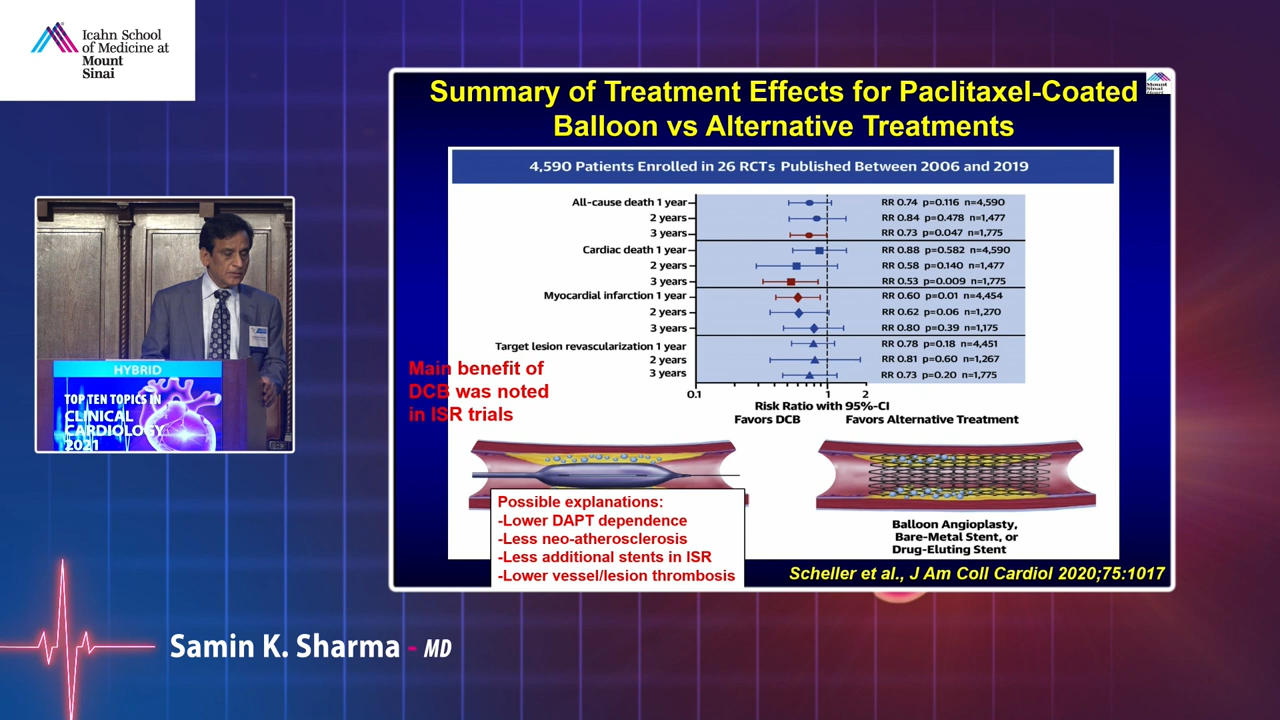 Icahn School
of Medicine at
Mount
Sinai
Summary of Treatment Effects for Paclitaxel-Coated
Balloon vs Alternative Treatments
Mount
Sinai
Heart
4,590 Patients Enrolled in 26 RCTs Published Between 2006 and 2019
All-cause death 1 year RR 0.74 p=0.116 n=4,590
2 years RR 0.84 p=0.478 n=1,477
3 years RR 0.73 p=0.047 n=1,775
Cardiac death 1 year RR 0.88 p=0.582 n=4,590
2 years RR 0.58 p=0.140 n=1,477
3 years RR 0.53 p=0.009 n=1,775
Myocardial infarction 1 year RR 0.60 p=0.01 n=4,454
2 years RR 0.62 p=0.06 n=1,270
3 years RR 0.80 p=0.39 n=1,175
Target lesion revascularization 1 year RR 0.78 p=0.18 n=4,451
2 years RR 0.81 p=0.60 n=1,267
3 years RR 0.73 p=0.20 n=1,775
0.1 1 2
Risk Ratio with 95%-CI
Favors DCB Favors Alternative Treatment
Main benefit of
DCB was noted
in ISR trials
Possible explanations:
-Lower DAPT dependence
-Less neo-atherosclerosis
-Less additional stents in ISR
-Lower vessel/lesion thrombosis
Balloon Angioplasty,
Bare-Metal Stent, or
Drug-Eluting Stent
Scheller et al., J Am Coll Cardiol 2020;75:1017
HYBRID
TOP TEN TOPICS IN
CLINICAL
CARDIOLOGY
2021
Samin K. Sharma - MD